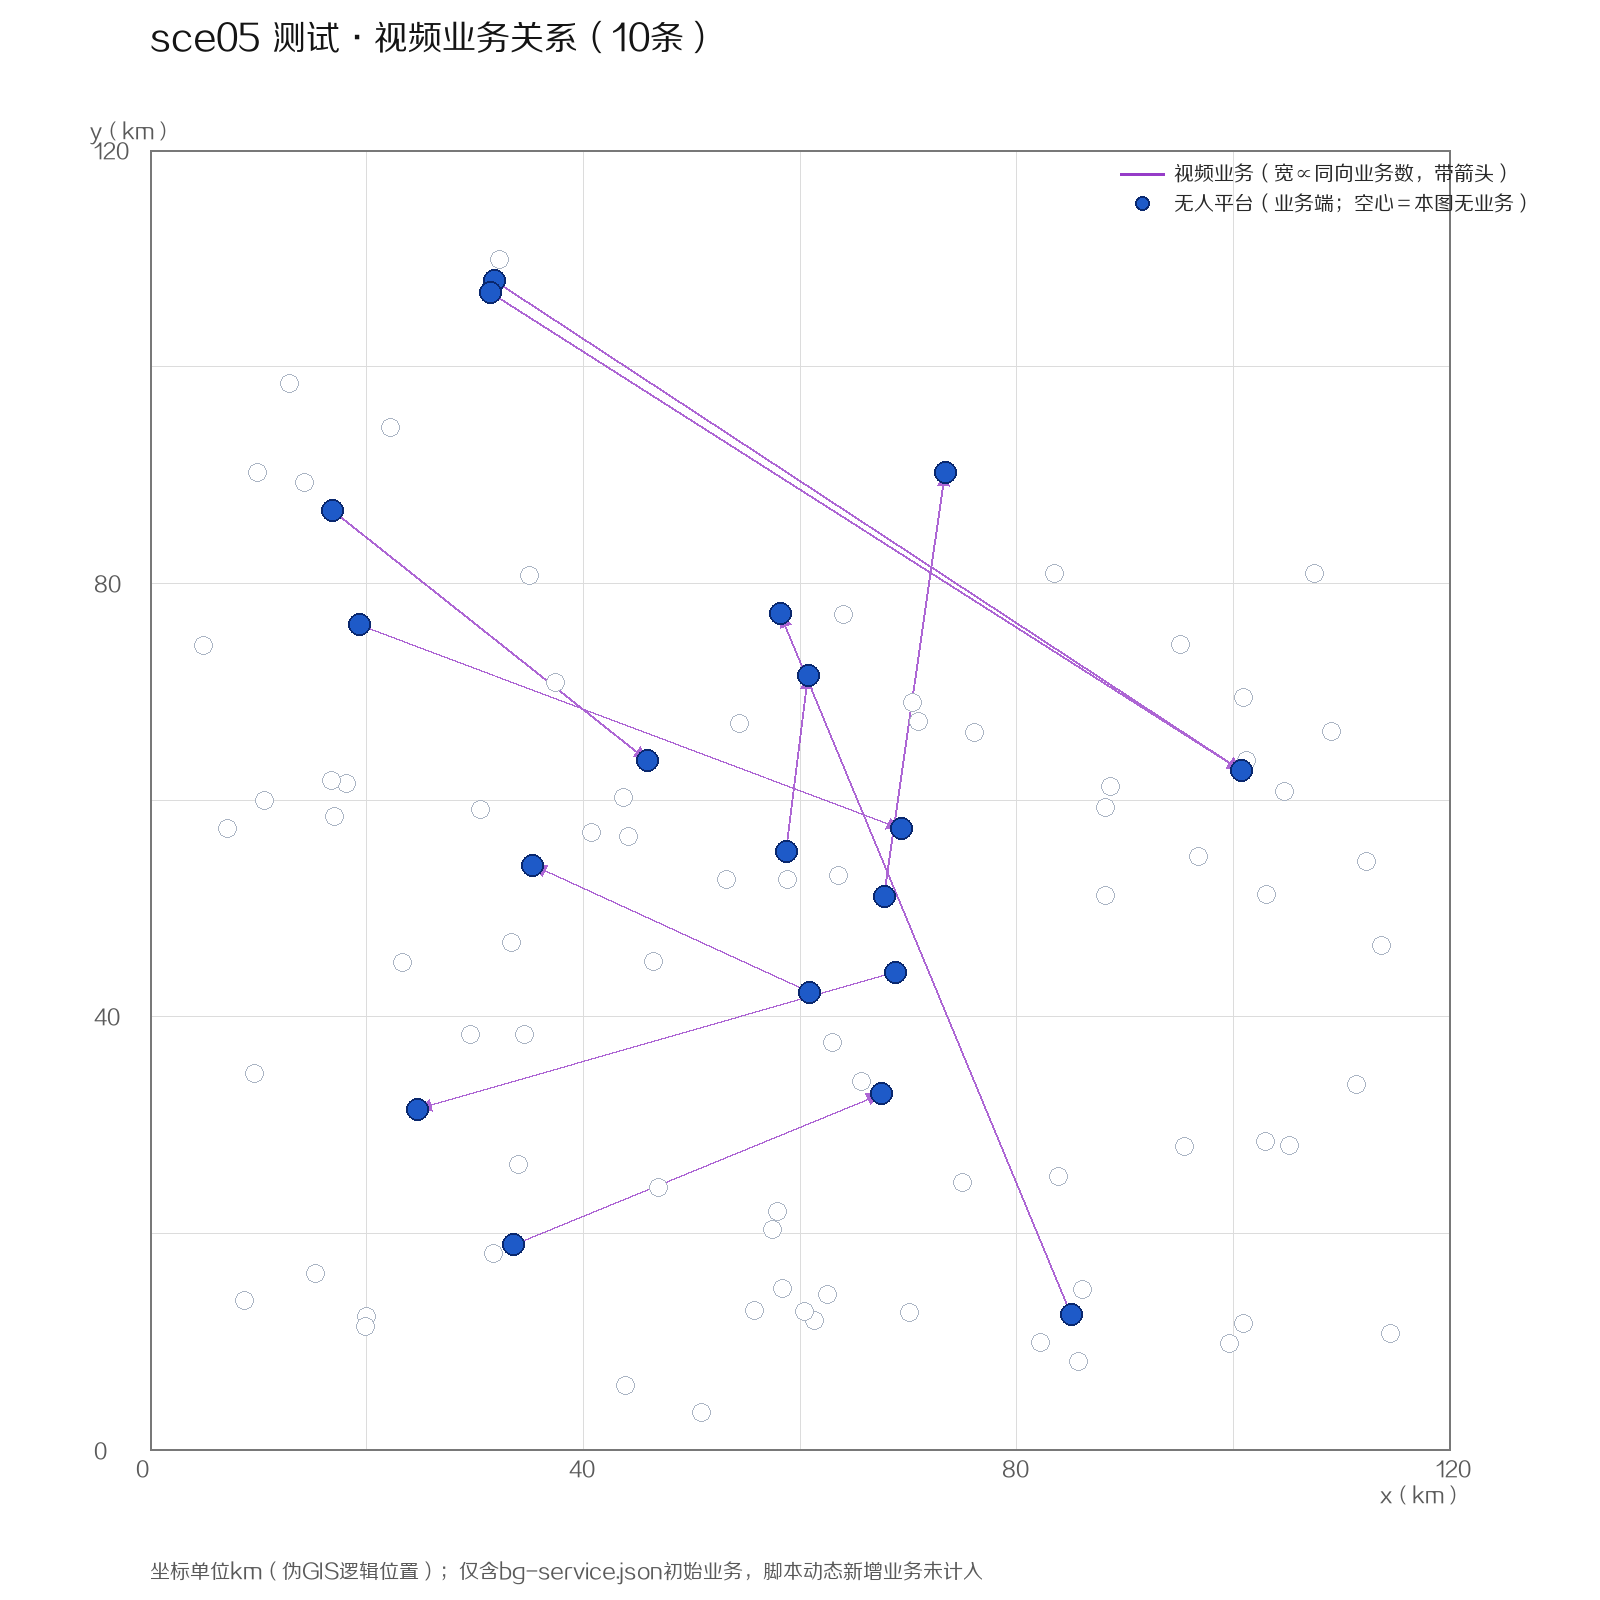 sce05 测试·视频业务关系（10条）
y（km）
120
视频业务（宽∝同向业务数，带箭头）
无人平台（业务端；空心=本图无业务）
80
40
0
0
40
80
120
x（km）
坐标单位km（伪GIS逻辑位置）；仅含bg-service.json初始业务，脚本动态新增业务未计入